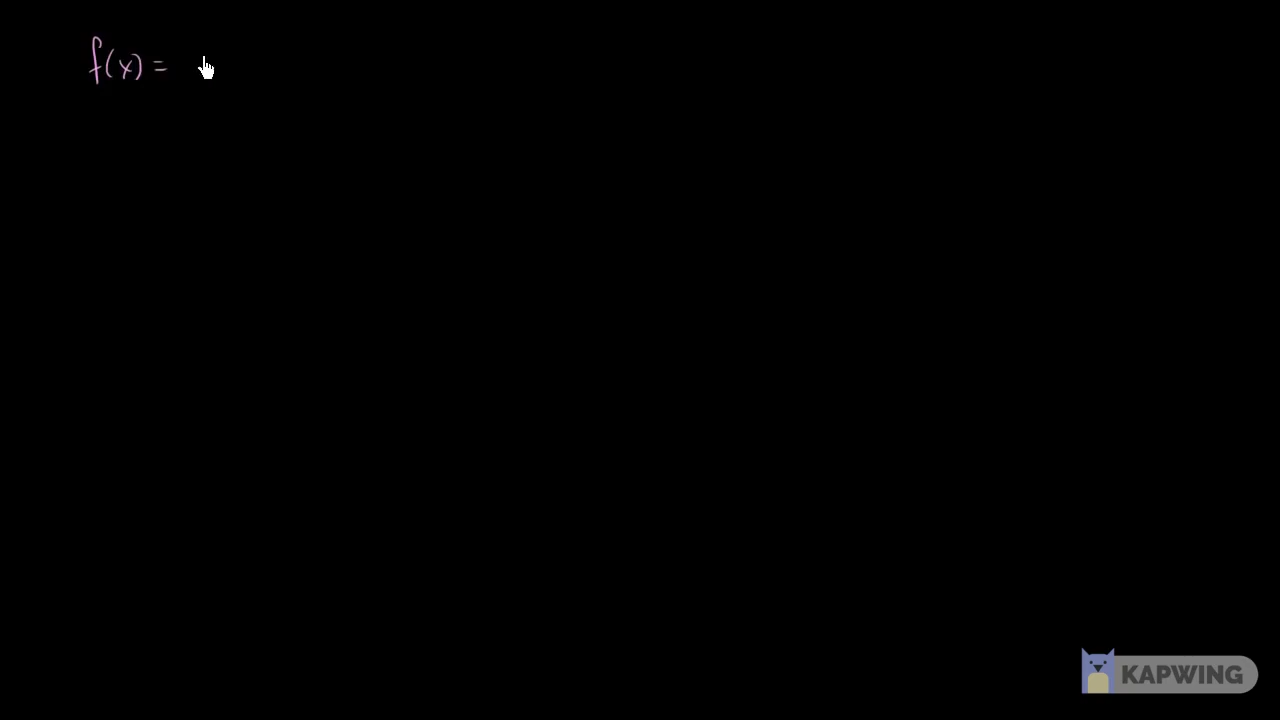 f(x) =
KAPWING